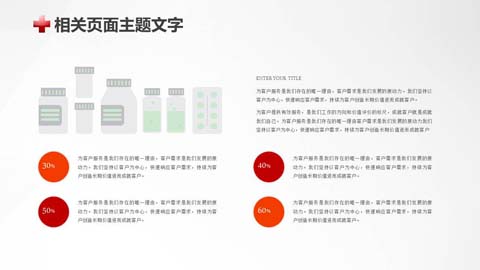 相关页面主题文字
ENTER YOUR TITLE
为客户服务是我们存在的唯一理由，客户需求是我们发展的原动力。我们坚持以
客户为中心，快速响应客户需求，持续为客户创造长期价值进而成就客户。
为客户提供有效服务，是我们工作的方向和价值评价的标尺，成就客户就是成就
我们自己。为客户服务是我们存在的唯一理由，客户需求是我们发展的原动力我们
坚持以客户为中心，快速响应客户需求，持续为客户创造长期价值进而成就客户
30%
为客户服务是我们存在的唯一理由，客户需求是我们发展的原
动力。我们坚持以客户为中心，快速响应客户需求，持续为客
户创造长期价值进而成就客户。
40%
为客户服务是我们存在的唯一理由，客户需求是我们发展的原
动力。我们坚持以客户为中心，快速响应客户需求，持续为客
户创造长期价值进而成就客户。
50%
为客户服务是我们存在的唯一理由，客户需求是我们发展的原
动力。我们坚持以客户为中心，快速响应客户需求，持续为客
户创造长期价值进而成就客户。
60%
为客户服务是我们存在的唯一理由，客户需求是我们发展的原
动力。我们坚持以客户为中心，快速响应客户需求，持续为客
户创造长期价值进而成就客户。